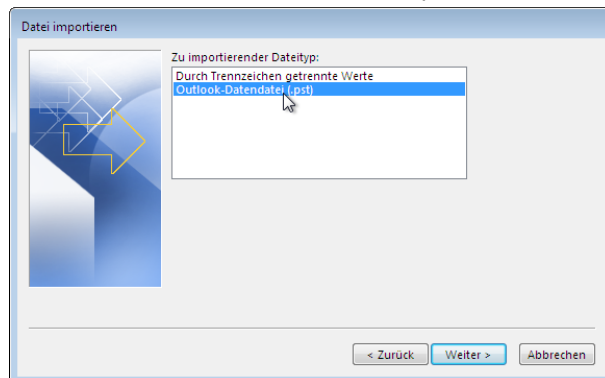 Datei importieren
Zu importierender Dateityp:
Durch Trennzeichen getrennte Werte
Outlook-Datendatei (.pst)
< Zurück
Weiter >
Abbrechen